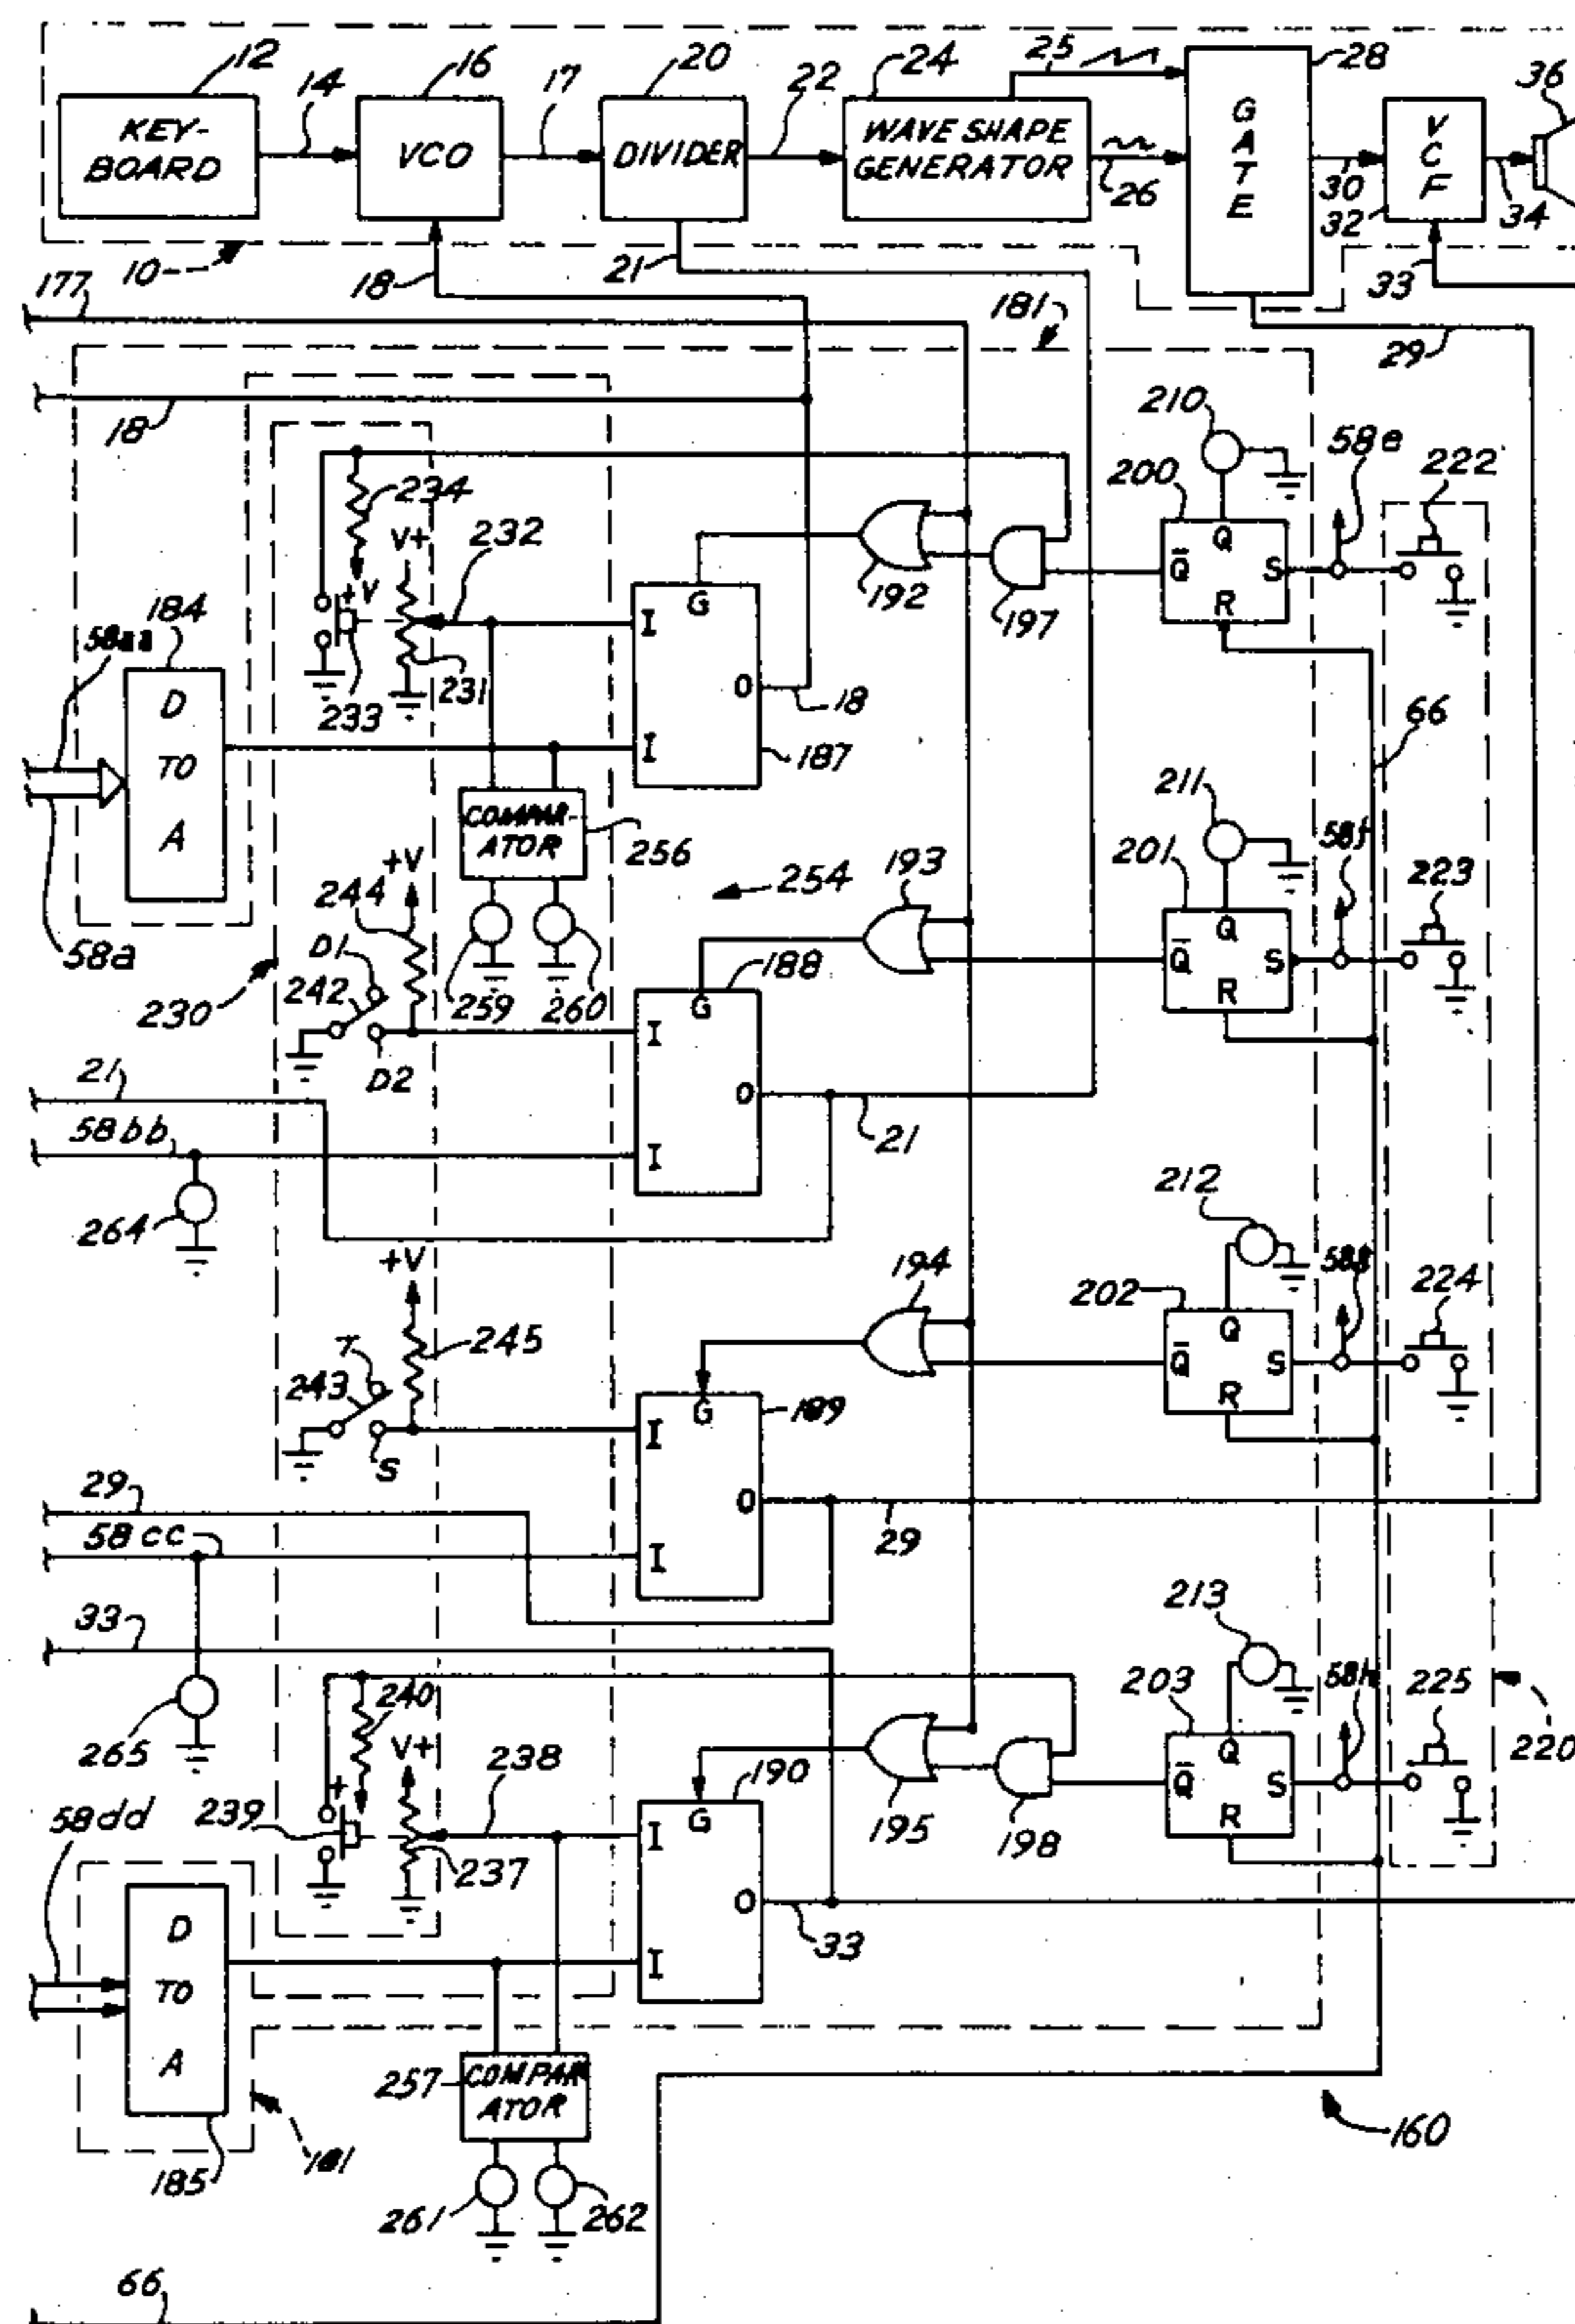 12 14 16 17 20 22 24 25 28 36
KEY-
BOARD
VCO
DIVIDER
WAVE SHAPE
GENERATOR
G
A
T
E
V
C
F
26 30 32 34
10 18 21 33
177 181 29
18
210
58e 222
200
234
V+ 232
Q
Q̄ S
R
192 197
+V
184
58aa
G
I
O 18
I
233 231
187
66
D
TO
A
COMPAR-
ATOR
256
211
58f 223
201
+V
244
254 193
58a
D1
242
259 260
188
Q
Q̄ S
R
230
G
I
D2
21
58bb
O
21
I
264
212
58g 224
+V
194
202
T 245
Q
Q̄ S
R
243
189
G
I
S
29
58cc
O
29
I
33
213
58h 225
240
203
220
265
V+
238
+
190
Q
Q̄ S
R
58dd
239
195 198
G
I
237
D
TO
A
O
33
I
257
COMPAR
ATOR
160
185 181
261 262
66